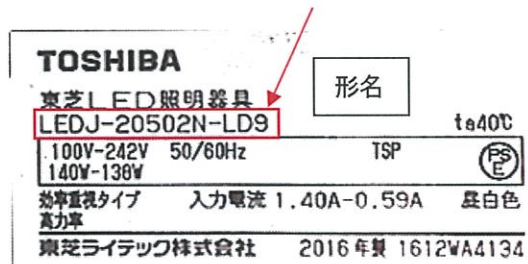 TOSHIBA
東芝LED照明器具
形名
LEDJ-20502N-LD9
ta40℃
100V-242V 50/60Hz TSP
PSE
140W-138W
効率重視タイプ 入力電流 1.40A-0.59A 昼白色
高力率
東芝ライテック株式会社 2016年製 1612WA4134